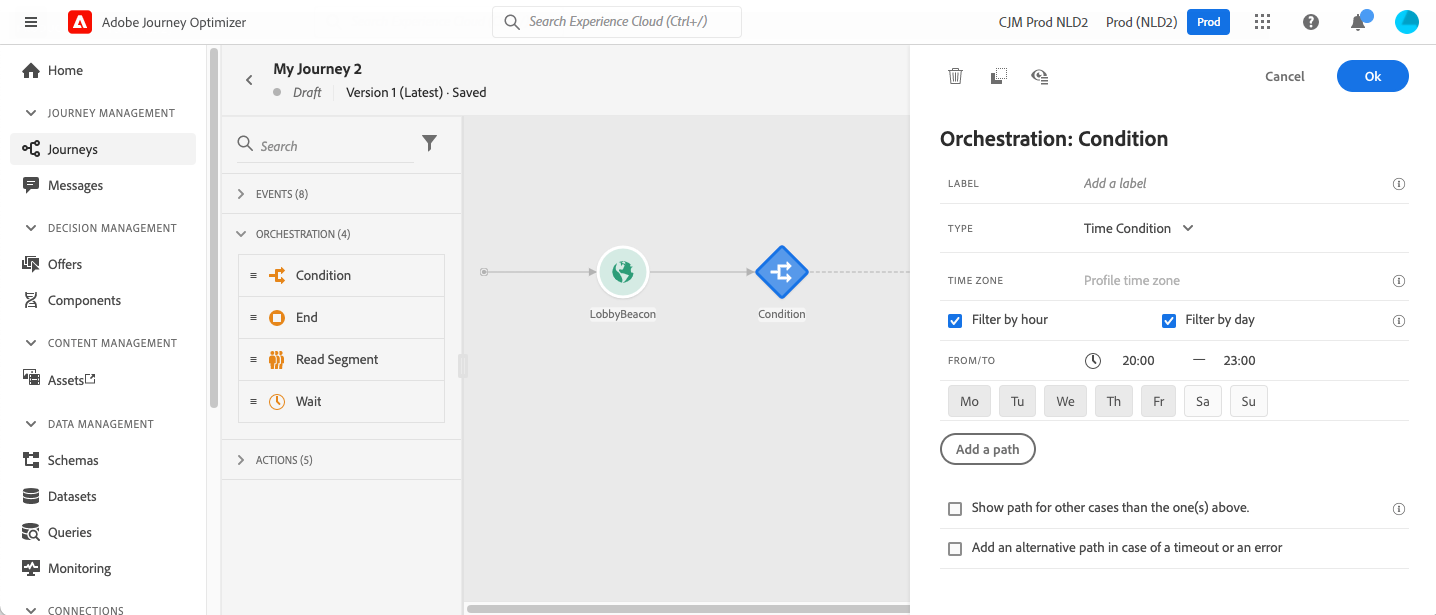 Adobe Journey Optimizer
Search Experience Cloud (Ctrl+/)
CJM Prod NLD2
Prod (NLD2)
Prod
Home
JOURNEY MANAGEMENT
Journeys
Messages
DECISION MANAGEMENT
Offers
Components
CONTENT MANAGEMENT
Assets
DATA MANAGEMENT
Schemas
Datasets
Queries
Monitoring
CONNECTIONS
My Journey 2
Draft
Version 1 (Latest) · Saved
Search
EVENTS (8)
ORCHESTRATION (4)
Condition
End
Read Segment
Wait
ACTIONS (5)
LobbyBeacon
Condition
Cancel
Ok
Orchestration: Condition
LABEL
Add a label
TYPE
Time Condition
TIME ZONE
Profile time zone
Filter by hour
Filter by day
FROM/TO
20:00 — 23:00
Mo Tu We Th Fr Sa Su
Add a path
Show path for other cases than the one(s) above.
Add an alternative path in case of a timeout or an error